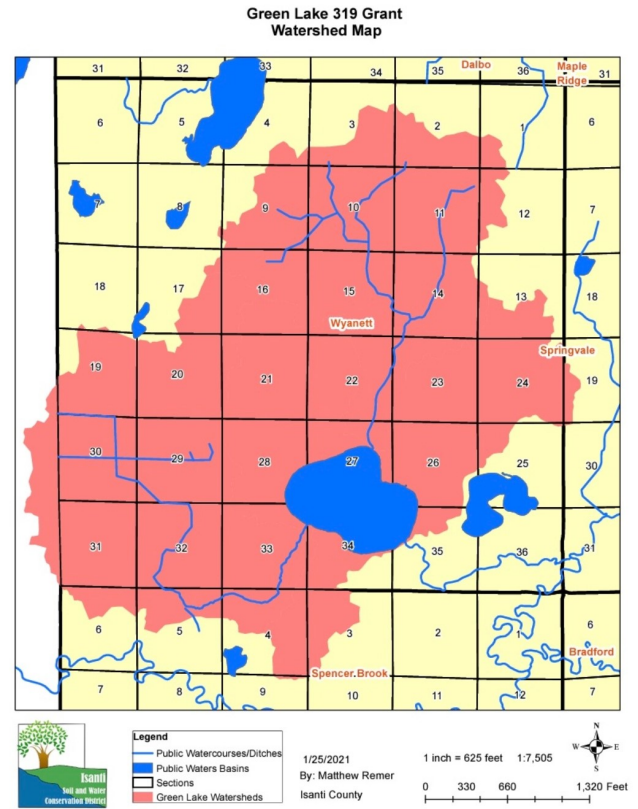 Green Lake 319 Grant
Watershed Map
31 32 33 34 35 Dalbo 36 Maple
Ridge 31
6 5 4 3 2 1 6
7 8 9 10 11 12 7
18 17 16 15 14 13 18
Wyanett
Springvale
19 20 21 22 23 24 19
30 29 28 27 26 25 30
31 32 33 34 35 36 31
6 5 4 3 2 1 6
Bradford
Spencer Brook
7 8 9 10 11 12 7
Isanti
Soil and Water
Conservation District
Legend
Public Watercourses/Ditches
Public Waters Basins
Sections
Green Lake Watersheds
1/25/2021
By: Matthew Remer
Isanti County
1 inch = 625 feet 1:7,505
N
W E
S
0 330 660 1,320 Feet